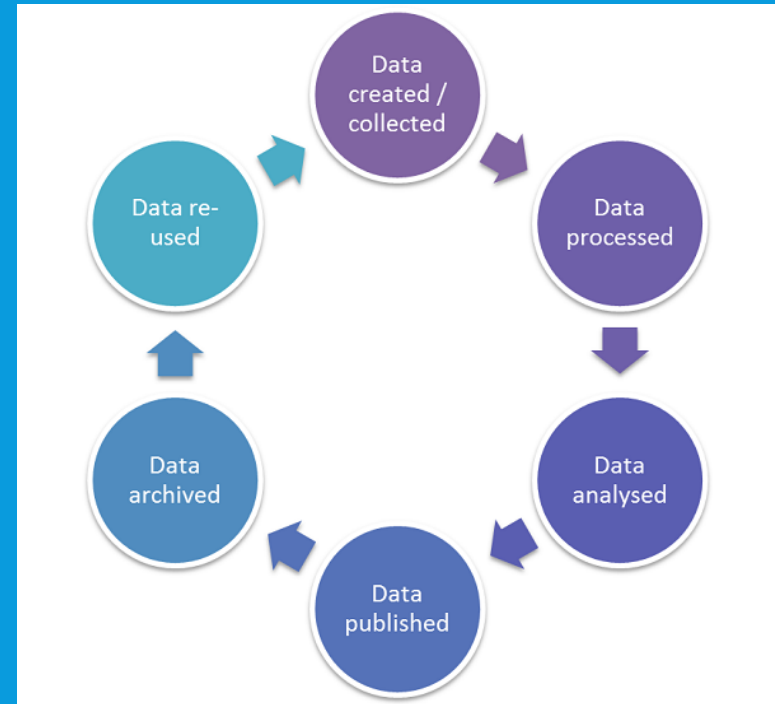 Data
created /
collected
Data
processed
Data
analysed
Data
published
Data
archived
Data re-
used